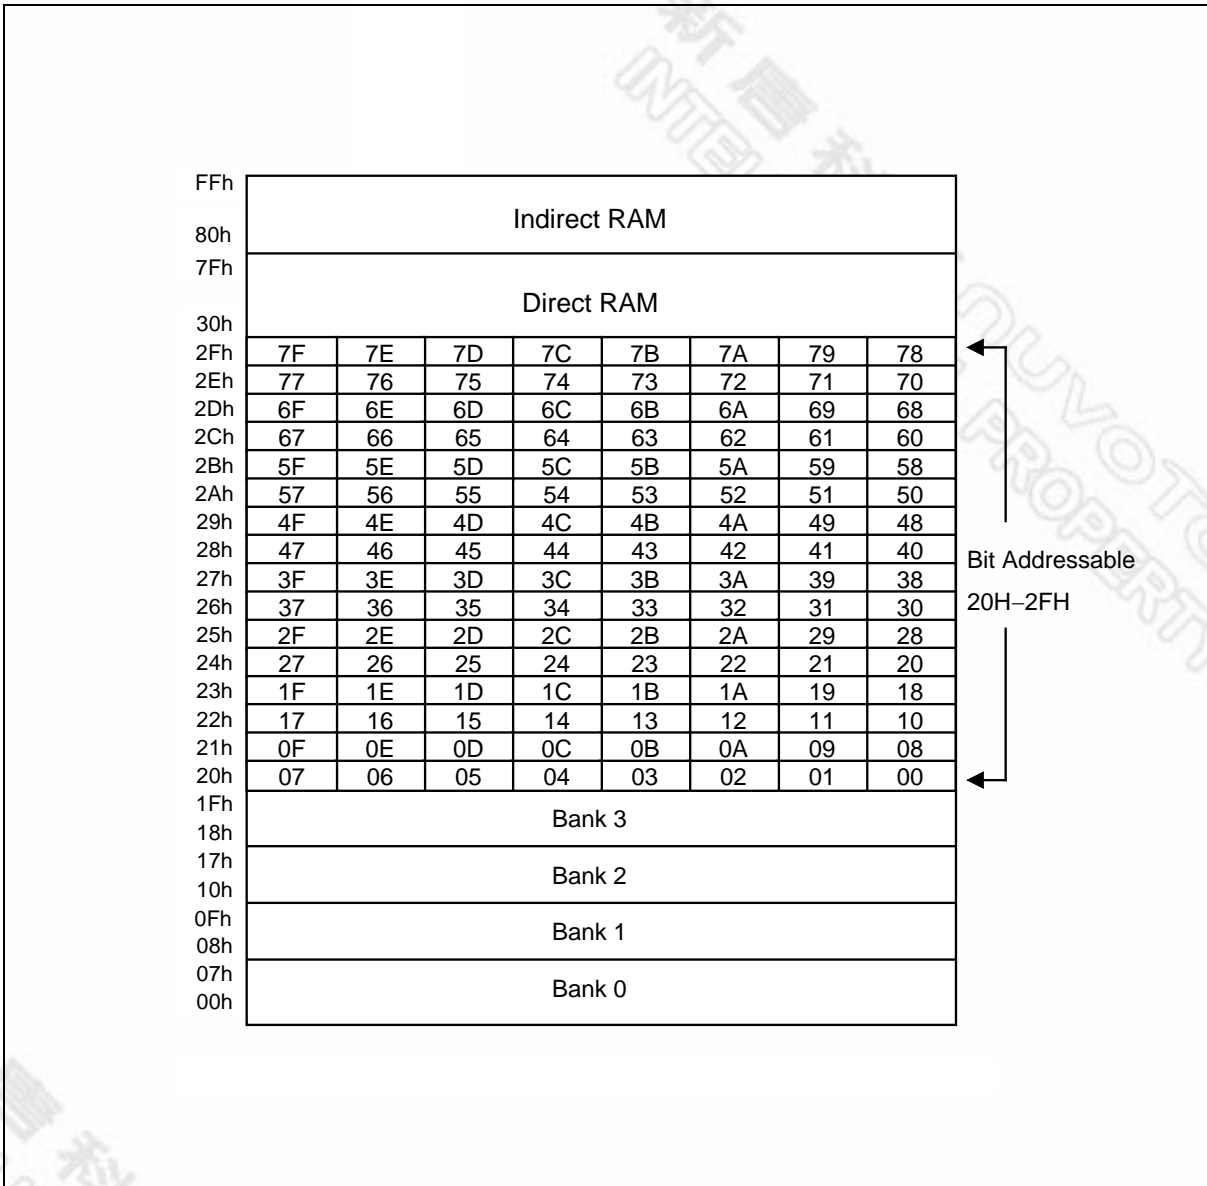 新唐科
INTEL
FFh
Indirect RAM
80h
7Fh
Direct RAM
30h
2Fh 7F 7E 7D 7C 7B 7A 79 78
2Eh 77 76 75 74 73 72 71 70
2Dh 6F 6E 6D 6C 6B 6A 69 68
2Ch 67 66 65 64 63 62 61 60
2Bh 5F 5E 5D 5C 5B 5A 59 58
2Ah 57 56 55 54 53 52 51 50
29h 4F 4E 4D 4C 4B 4A 49 48
28h 47 46 45 44 43 42 41 40
27h 3F 3E 3D 3C 3B 3A 39 38
26h 37 36 35 34 33 32 31 30
25h 2F 2E 2D 2C 2B 2A 29 28
24h 27 26 25 24 23 22 21 20
23h 1F 1E 1D 1C 1B 1A 19 18
22h 17 16 15 14 13 12 11 10
21h 0F 0E 0D 0C 0B 0A 09 08
20h 07 06 05 04 03 02 01 00
Bit Addressable
20H–2FH
1Fh
Bank 3
18h
17h
Bank 2
10h
0Fh
Bank 1
08h
07h
Bank 0
00h
NUVOTO
PROPERTY
唐科